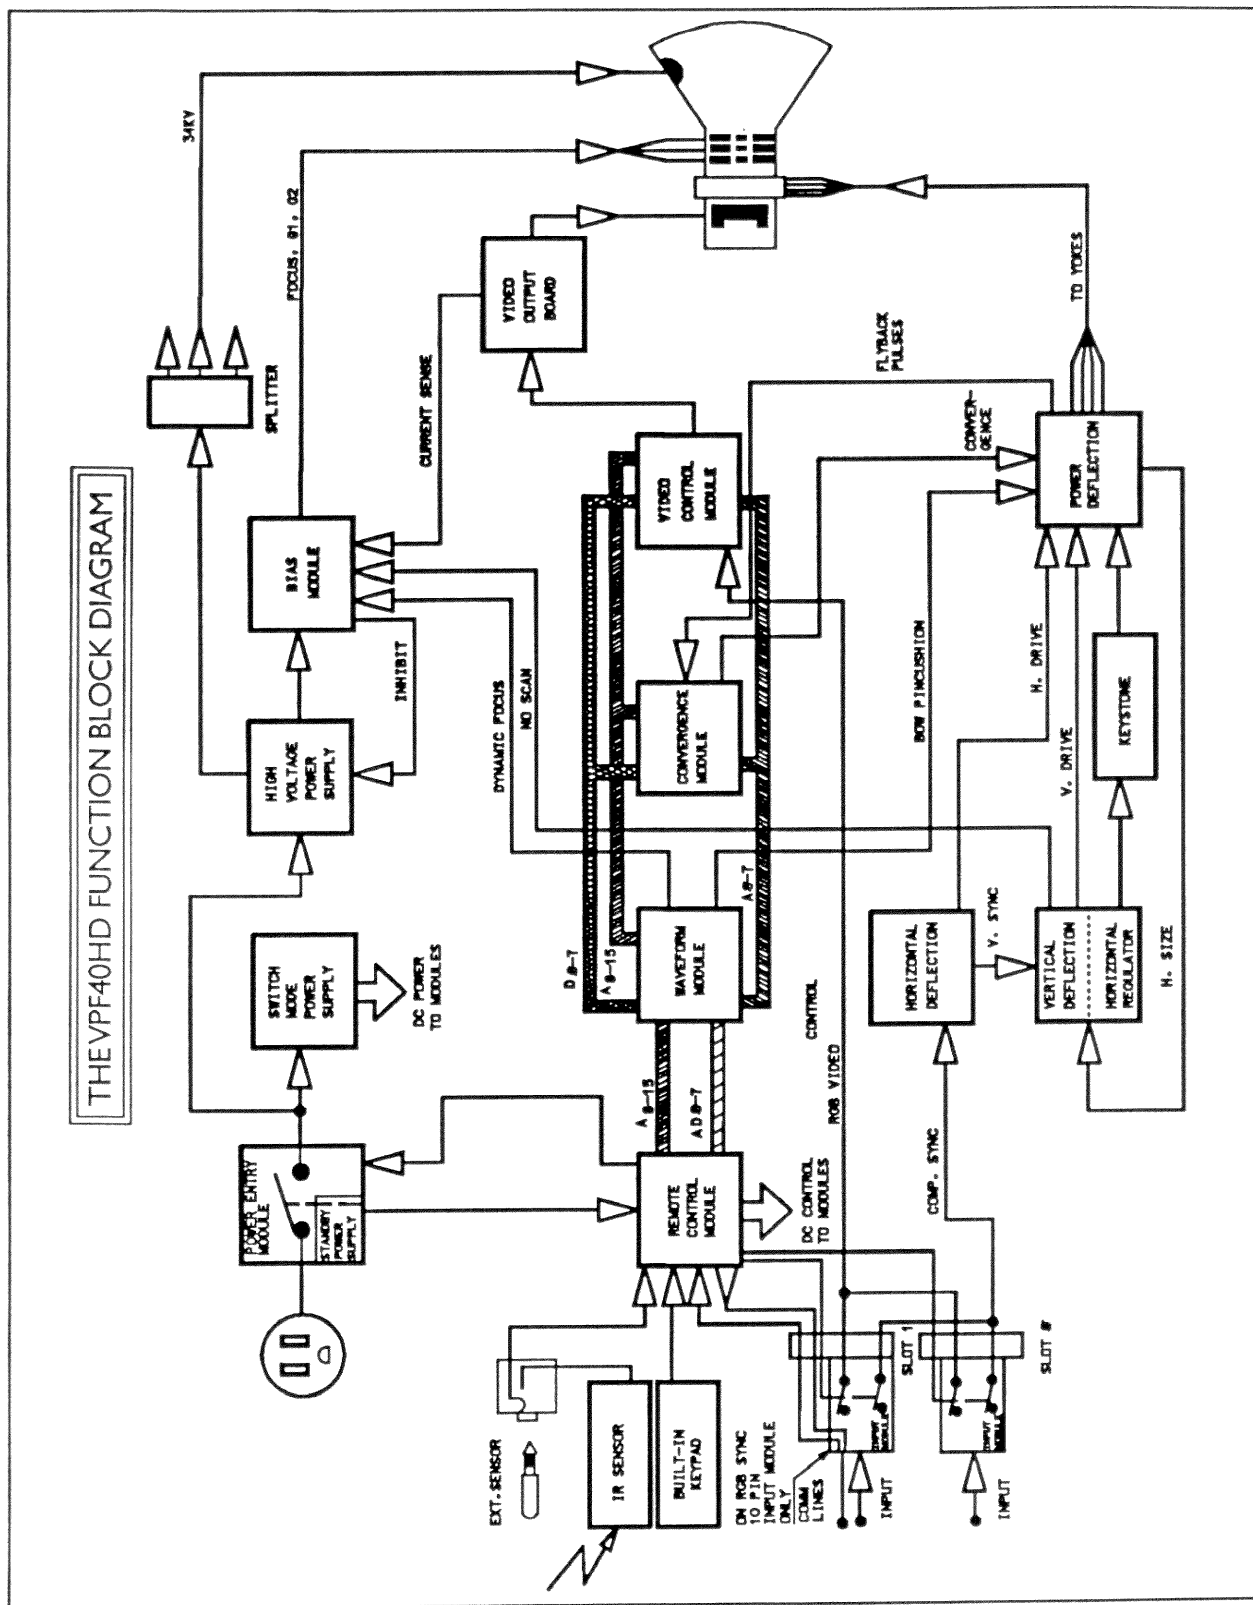 THEVPF40HD FUNCTION BLOCK DIAGRAM
34KV
SPLITTER
FOCUS, G1, G2
HIGH
VOLTAGE
POWER
SUPPLY
BIAS
MODULE
INHIBIT
CURRENT SENSE
VIDEO
OUTPUT
BOARD
POWER ENTRY
MODULE
STANDBY
POWER
SUPPLY
SWITCH
MODE
POWER
SUPPLY
DC POWER
TO MODULES
DYNAMIC FOCUS
NO SCAN
EXT. SENSOR
IR SENSOR
BUILT-IN
KEYPAD
REMOTE
CONTROL
MODULE
DC CONTROL
TO MODULES
A 8-15
AD 0-7
D 0-7
A 8-15
WAVEFORM
MODULE
A 0-7
CONVERGENCE
MODULE
VIDEO
CONTROL
MODULE
FLYBACK
PULSES
CONVER-
GENCE
TO YOKES
ON RGB SYNC
10 PIN
INPUT MODULE
ONLY
COMM
LINES
INPUT
INPUT
MODULE
SLOT 1
CONTROL
RGB VIDEO
INPUT
INPUT
MODULE
SLOT 0
COMP. SYNC
HORIZONTAL
DEFLECTION
V. SYNC
VERTICAL
DEFLECTION
HORIZONTAL
REGULATOR
H. SIZE
BOW PINCUSHION
H. DRIVE
V. DRIVE
KEYSTONE
POWER
DEFLECTION